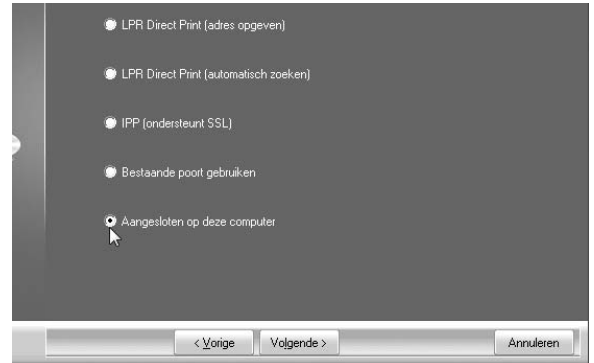 LPR Direct Print (adres opgeven)
LPR Direct Print (automatisch zoeken)
IPP (ondersteunt SSL)
Bestaande poort gebruiken
Aangesloten op deze computer
< Vorige Volgende > Annuleren